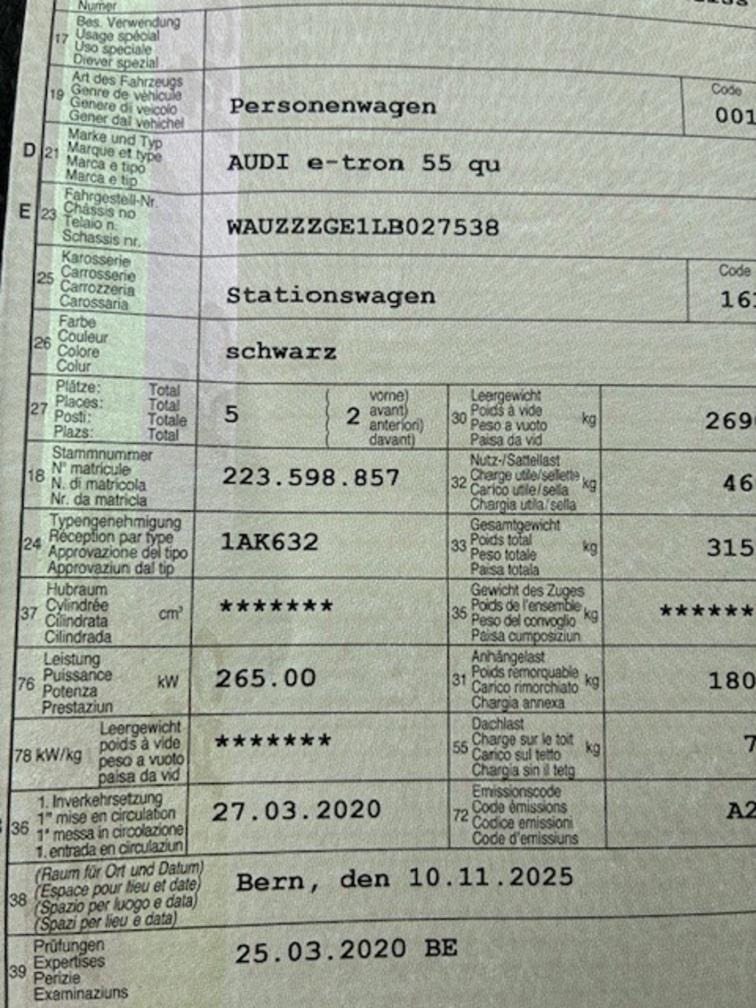 Numer
17 Bes. Verwendung
Usage spécial
Uso speciale
Diever spezial
19 Art des Fahrzeugs
Genre de véhicule
Genere di veicolo
Gener dal vehichel
Personenwagen
Code
001
D 21 Marke und Typ
Marque et type
Marca e tipo
Marca e tip
AUDI e-tron 55 qu
E 23 Fahrgestell-Nr.
Châssis no
Telaio n.
Schassis nr.
WAUZZZGE1LB027538
25 Karosserie
Carrosserie
Carrozzeria
Carossaria
Stationswagen
Code
161
26 Farbe
Couleur
Colore
Colur
schwarz
27 Plätze: Total
Places: Total
Posti: Totale
Plazs: Total
5
( 2 vorne)
( avant)
( anteriori)
( davant)
30 Leergewicht
Poids à vide kg
Peso a vuoto
Paisa da vid
269
18 Stammnummer
N° matricule
N. di matricola
Nr. da matricla
223.598.857
32 Nutz-/Sattellast
Charge utile/sellette kg
Carico utile/sella
Chargia utila/sella
46
24 Typengenehmigung
Réception par type
Approvazione del tipo
Approvaziun dal tip
1AK632
33 Gesamtgewicht
Poids total kg
Peso totale
Paisa totala
315
37 Hubraum
Cylindrée cm³
Cilindrata
Cilindrada
*******
35 Gewicht des Zuges
Poids de l'ensemble kg
Peso del convoglio
Paisa cumposiziun
******
76 Leistung
Puissance kW
Potenza
Prestaziun
265.00
31 Anhängelast
Poids remorquable kg
Carico rimorchiato
Chargia annexa
180
78 kW/kg Leergewicht
poids à vide
peso a vuoto
paisa da vid
*******
55 Dachlast
Charge sur le toit kg
Carico sul tetto
Chargia sin il tetg
7
36 1. Inverkehrsetzung
1re mise en circulation
1a messa in circolazione
1. entrada en circulaziun
27.03.2020
72 Emissionscode
Code émissions
Codice emissioni
Code d'emissiuns
A2
38 (Raum für Ort und Datum)
(Espace pour lieu et date)
(Spazio per luogo e data)
(Spazi per lieu e data)
Bern, den 10.11.2025
39 Prüfungen
Expertises
Perizie
Examinaziuns
25.03.2020 BE